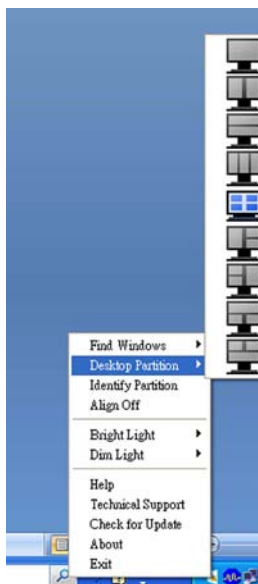 Find Windows
Desktop Partition
Identify Partition
Align Off
Bright Light
Dim Light
Help
Technical Support
Check for Update
About
Exit